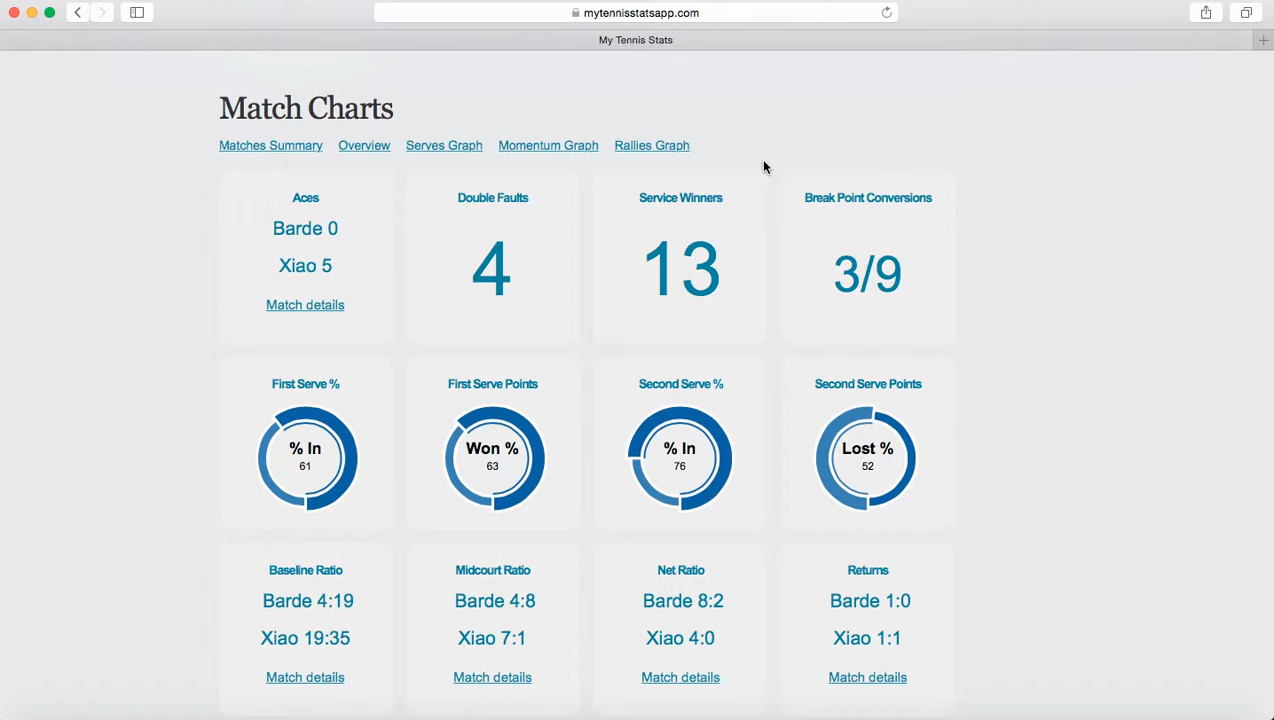 mytennisstatsapp.com
My Tennis Stats
Match Charts
Matches Summary Overview Serves Graph Momentum Graph Rallies Graph
Aces
Barde 0
Xiao 5
Match details
Double Faults
4
Service Winners
13
Break Point Conversions
3/9
First Serve %
% In
61
First Serve Points
Won %
63
Second Serve %
% In
76
Second Serve Points
Lost %
52
Baseline Ratio
Barde 4:19
Xiao 19:35
Match details
Midcourt Ratio
Barde 4:8
Xiao 7:1
Match details
Net Ratio
Barde 8:2
Xiao 4:0
Match details
Returns
Barde 1:0
Xiao 1:1
Match details